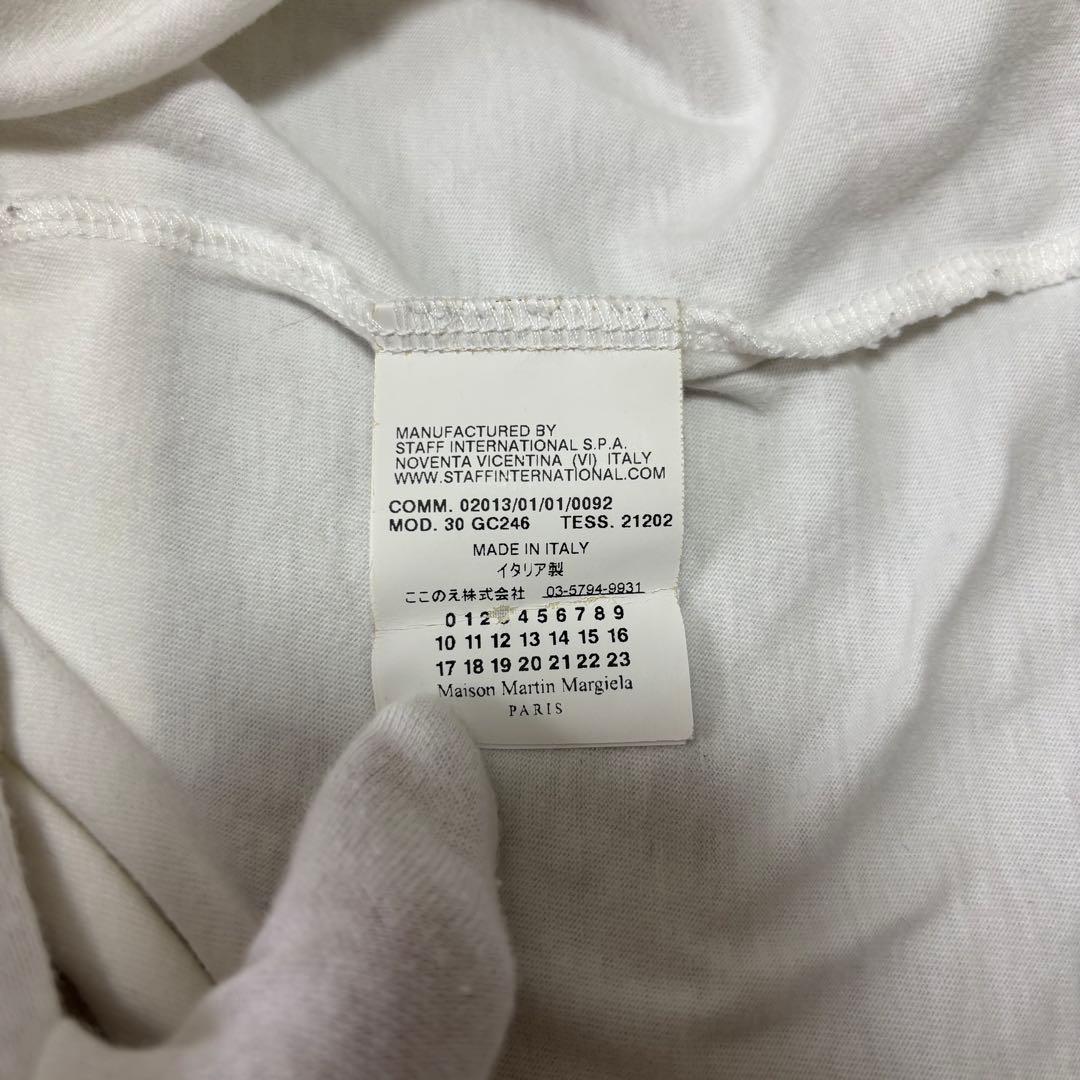 MANUFACTURED BY
STAFF INTERNATIONAL S.P.A.
NOVENTA VICENTINA (VI) ITALY
WWW.STAFFINTERNATIONAL.COM
COMM. 02013/01/01/0092
MOD. 30 GC246 TESS. 21202
MADE IN ITALY
イタリア製
ここのえ株式会社 03-5794-9931
0 1 2 4 5 6 7 8 9
10 11 12 13 14 15 16
17 18 19 20 21 22 23
Maison Martin Margiela
PARIS